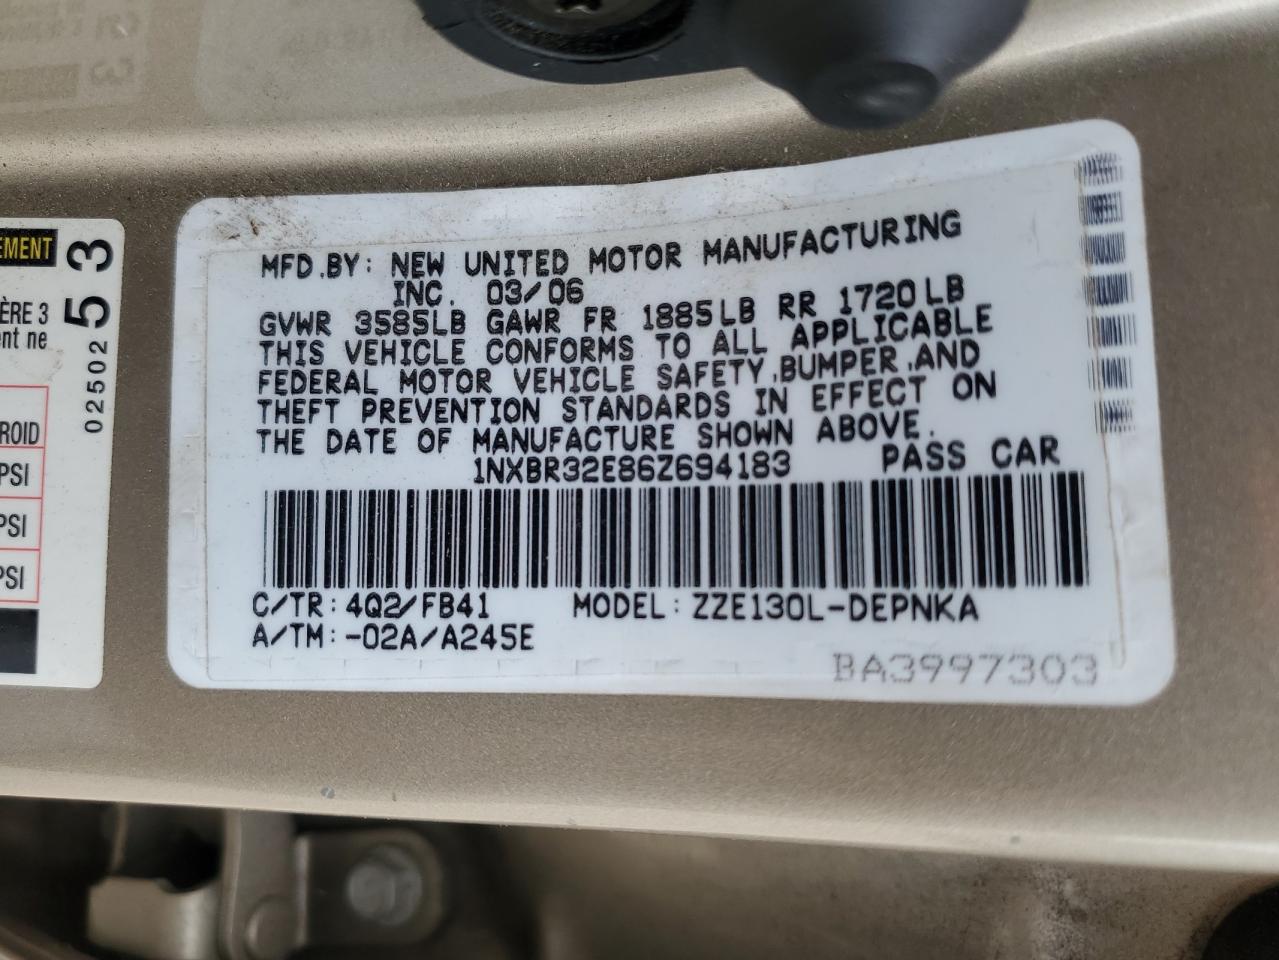 MFD.BY: NEW UNITED MOTOR MANUFACTURING
INC. 03/06
GVWR 3585LB GAWR FR 1885LB RR 1720LB
THIS VEHICLE CONFORMS TO ALL APPLICABLE
FEDERAL MOTOR VEHICLE SAFETY,BUMPER,AND
THEFT PREVENTION STANDARDS IN EFFECT ON
THE DATE OF MANUFACTURE SHOWN ABOVE.
1NXBR32E86Z694183 PASS CAR
C/TR: 4Q2/FB41 MODEL: ZZE130L-DEPNKA
A/TM: -02A/A245E
BA3997303
EMENT
ÈRE 3
ent ne
ROID
PSI
PSI
PSI
02502 53